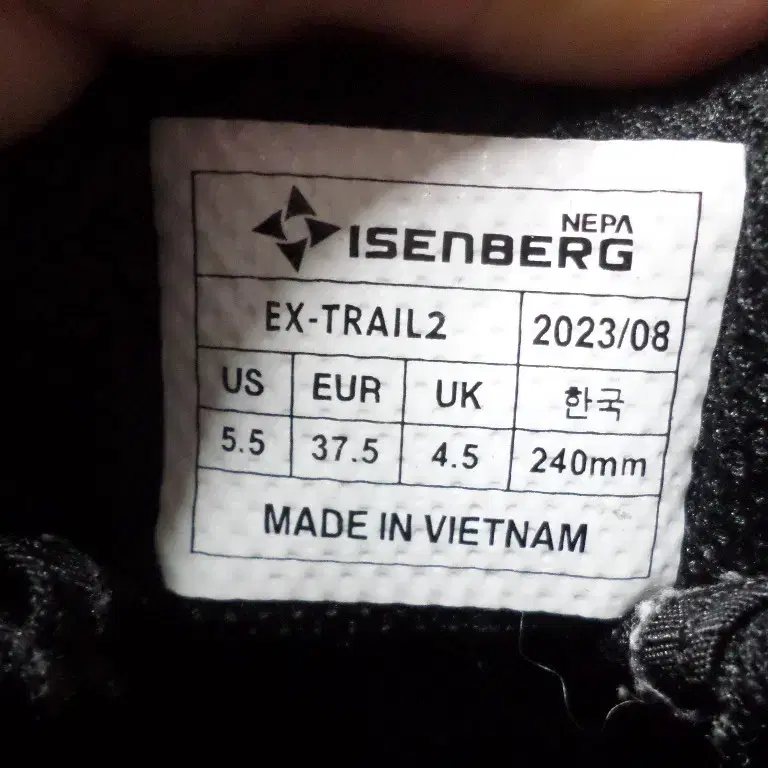 NEPA
ISENBERG
EX-TRAIL2 2023/08
US EUR UK 한국
5.5 37.5 4.5 240mm
MADE IN VIETNAM